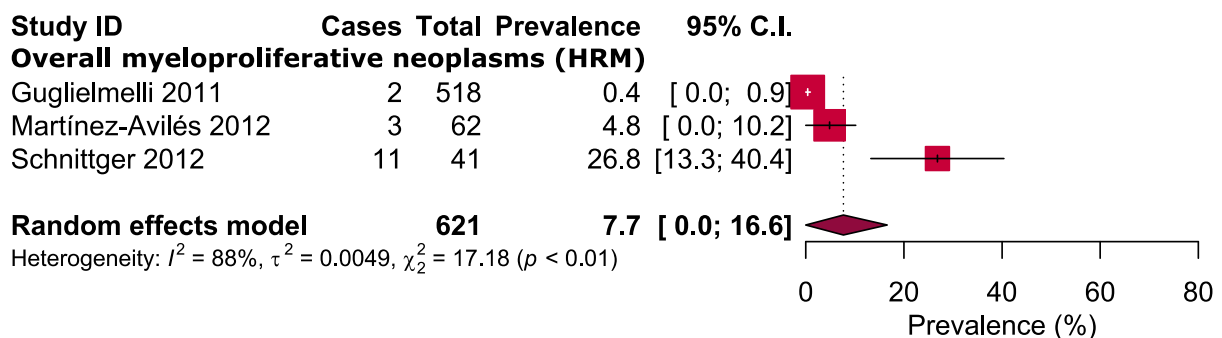 Study ID Cases Total Prevalence 95% C.I.
Overall myeloproliferative neoplasms (HRM)
Guglielmelli 2011 2 518 0.4 [ 0.0; 0.9]
Martínez-Avilés 2012 3 62 4.8 [ 0.0; 10.2]
Schnittger 2012 11 41 26.8 [13.3; 40.4]
Random effects model 621 7.7 [ 0.0; 16.6]
Heterogeneity: I² = 88%, τ² = 0.0049, χ²₂ = 17.18 (p < 0.01)
0 20 40 60 80
Prevalence (%)